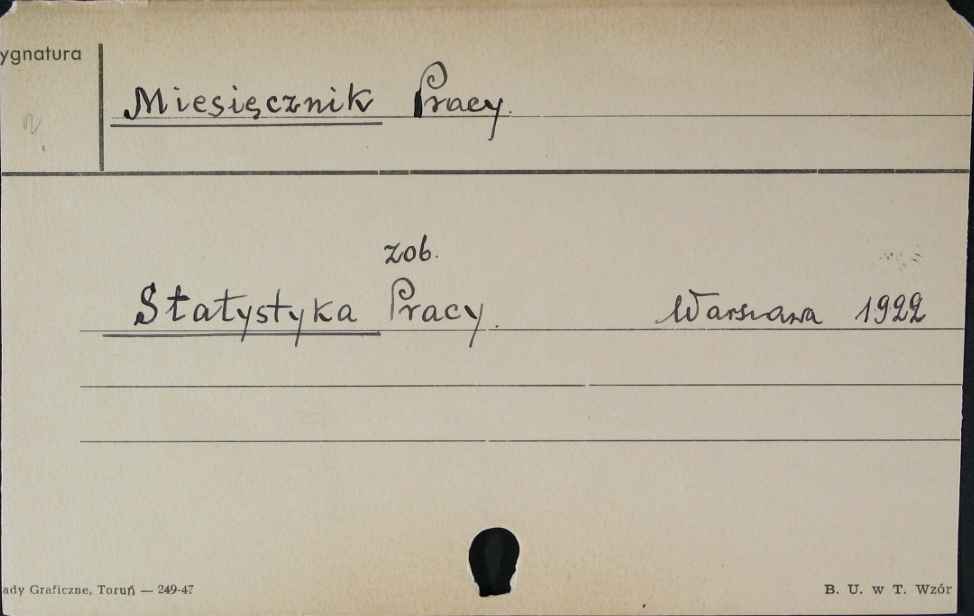 ygnatura
Miesięcznik Pracy.
zob.
Statystyka Pracy. Warszawa 1922
ady Graficzne, Toruń — 249-47
B. U. w T. Wzór